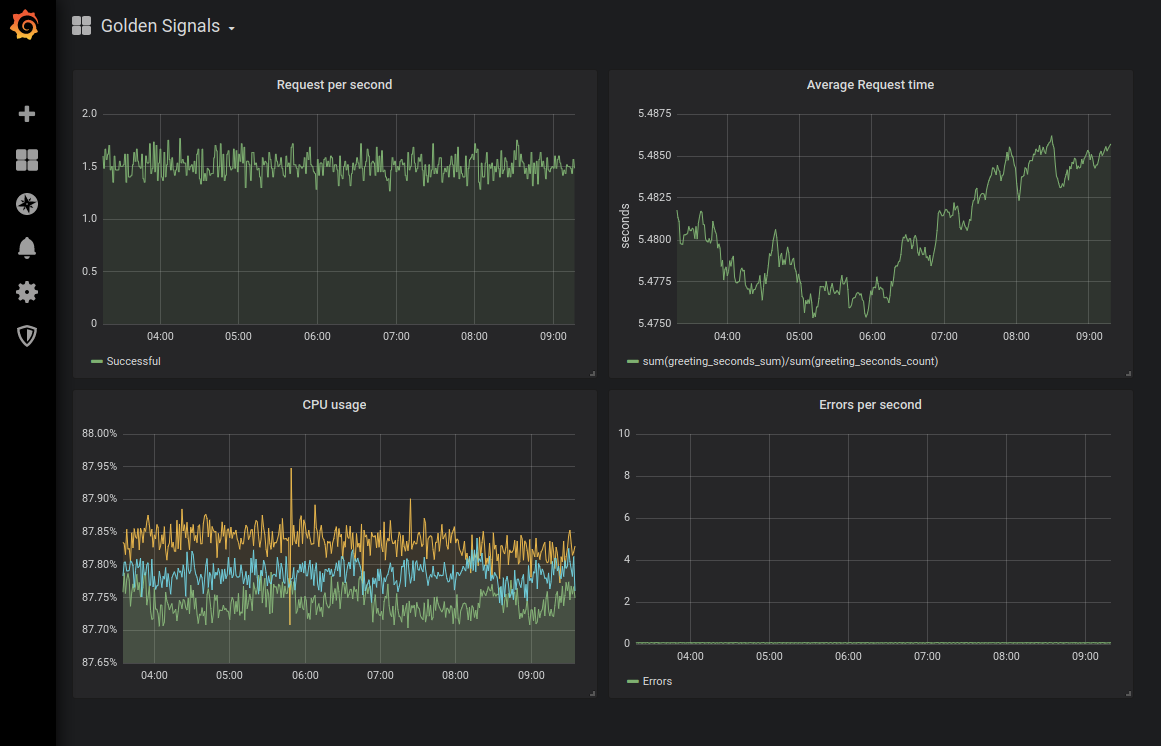 Golden Signals
Request per second
2.0
1.5
1.0
0.5
0
04:00 05:00 06:00 07:00 08:00 09:00
Successful
Average Request time
seconds
5.4875
5.4850
5.4825
5.4800
5.4775
5.4750
04:00 05:00 06:00 07:00 08:00 09:00
sum(greeting_seconds_sum)/sum(greeting_seconds_count)
CPU usage
88.00%
87.95%
87.90%
87.85%
87.80%
87.75%
87.70%
87.65%
04:00 05:00 06:00 07:00 08:00 09:00
Errors per second
10
8
6
4
2
0
04:00 05:00 06:00 07:00 08:00 09:00
Errors